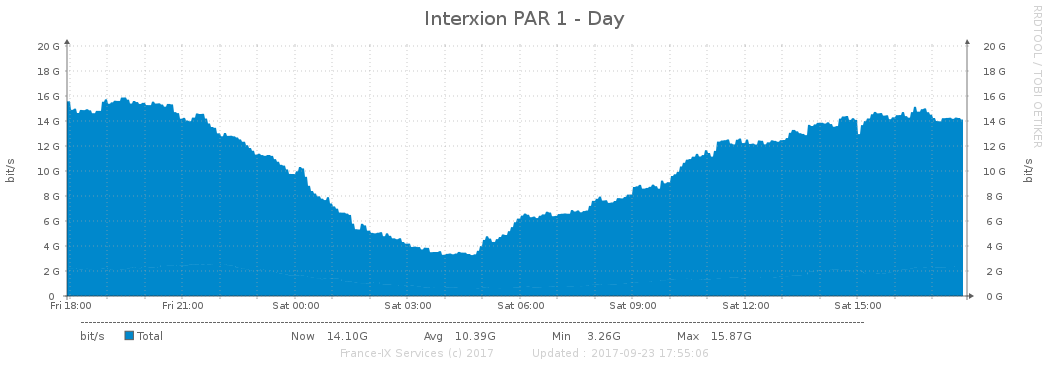 Interxion PAR 1 - Day
RRDTOOL / TOBI OETIKER
20 G 20 G
18 G 18 G
16 G 16 G
14 G 14 G
12 G 12 G
10 G 10 G
8 G 8 G
6 G 6 G
4 G 4 G
2 G 2 G
0 0 G
bit/s bit/s
Fri 18:00 Fri 21:00 Sat 00:00 Sat 03:00 Sat 06:00 Sat 09:00 Sat 12:00 Sat 15:00
bit/s Total Now 14.10G Avg 10.39G Min 3.26G Max 15.87G
France-IX Services (c) 2017 Updated : 2017-09-23 17:55:06